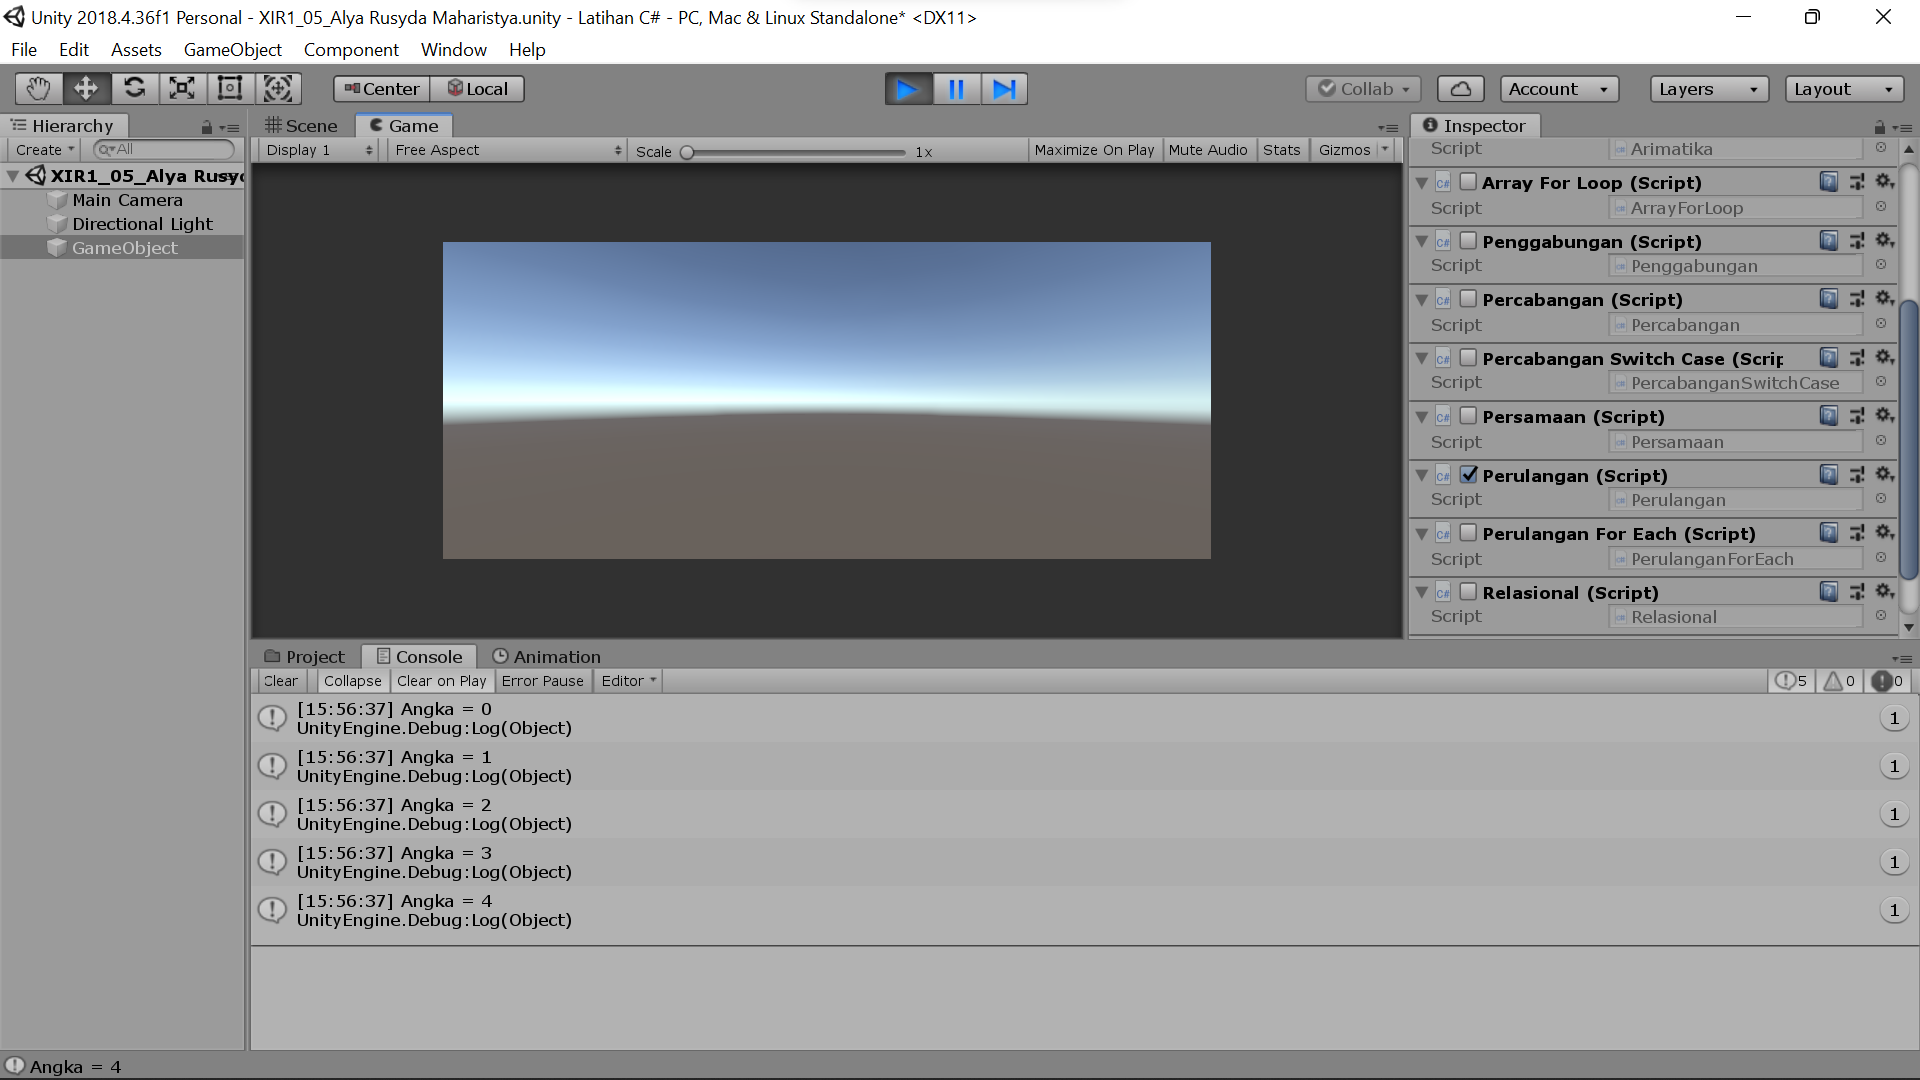 Unity 2018.4.36f1 Personal - XIR1_05_Alya Rusyda Maharistya.unity - Latihan C# - PC, Mac & Linux Standalone* <DX11>
File Edit Assets GameObject Component Window Help
Center Local Collab Account Layers Layout
Hierarchy
Create All
XIR1_05_Alya Rusyd
Main Camera
Directional Light
GameObject
Scene Game
Display 1 Free Aspect Scale 1x Maximize On Play Mute Audio Stats Gizmos
Inspector
Script Arimatika
Array For Loop (Script)
Script ArrayForLoop
Penggabungan (Script)
Script Penggabungan
Percabangan (Script)
Script Percabangan
Percabangan Switch Case (Scrip
Script PercabanganSwitchCase
Persamaan (Script)
Script Persamaan
Perulangan (Script)
Script Perulangan
Perulangan For Each (Script)
Script PerulanganForEach
Relasional (Script)
Script Relasional
Project Console Animation
Clear Collapse Clear on Play Error Pause Editor 5 0 0
[15:56:37] Angka = 0
UnityEngine.Debug:Log(Object)
1
[15:56:37] Angka = 1
UnityEngine.Debug:Log(Object)
1
[15:56:37] Angka = 2
UnityEngine.Debug:Log(Object)
1
[15:56:37] Angka = 3
UnityEngine.Debug:Log(Object)
1
[15:56:37] Angka = 4
UnityEngine.Debug:Log(Object)
1
Angka = 4